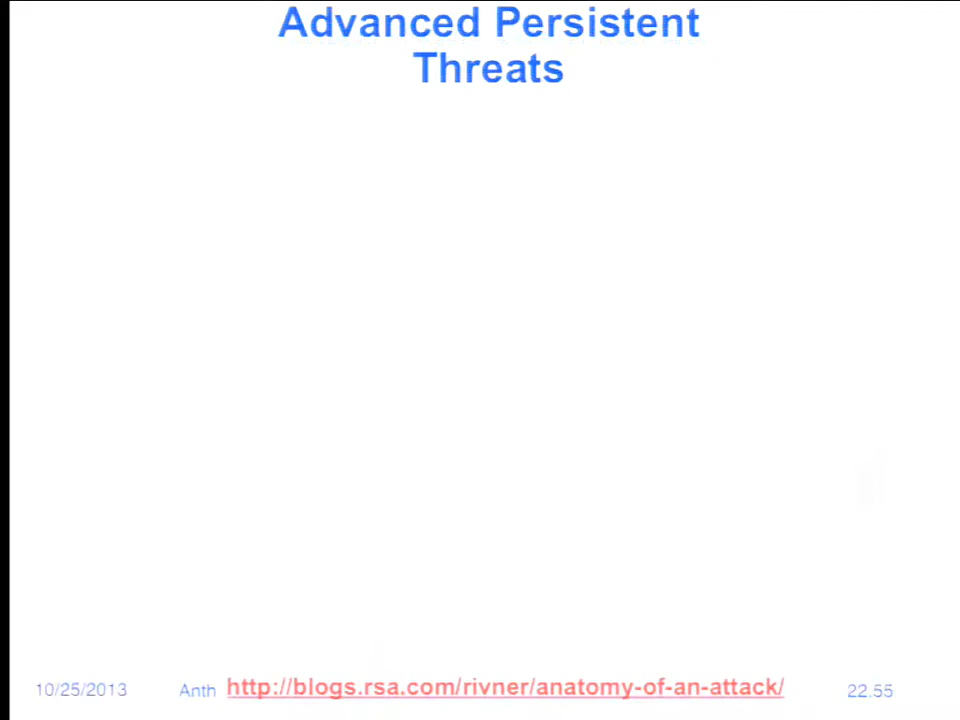 Advanced Persistent
Threats
10/25/2013 Anth http://blogs.rsa.com/rivner/anatomy-of-an-attack/ 22.55